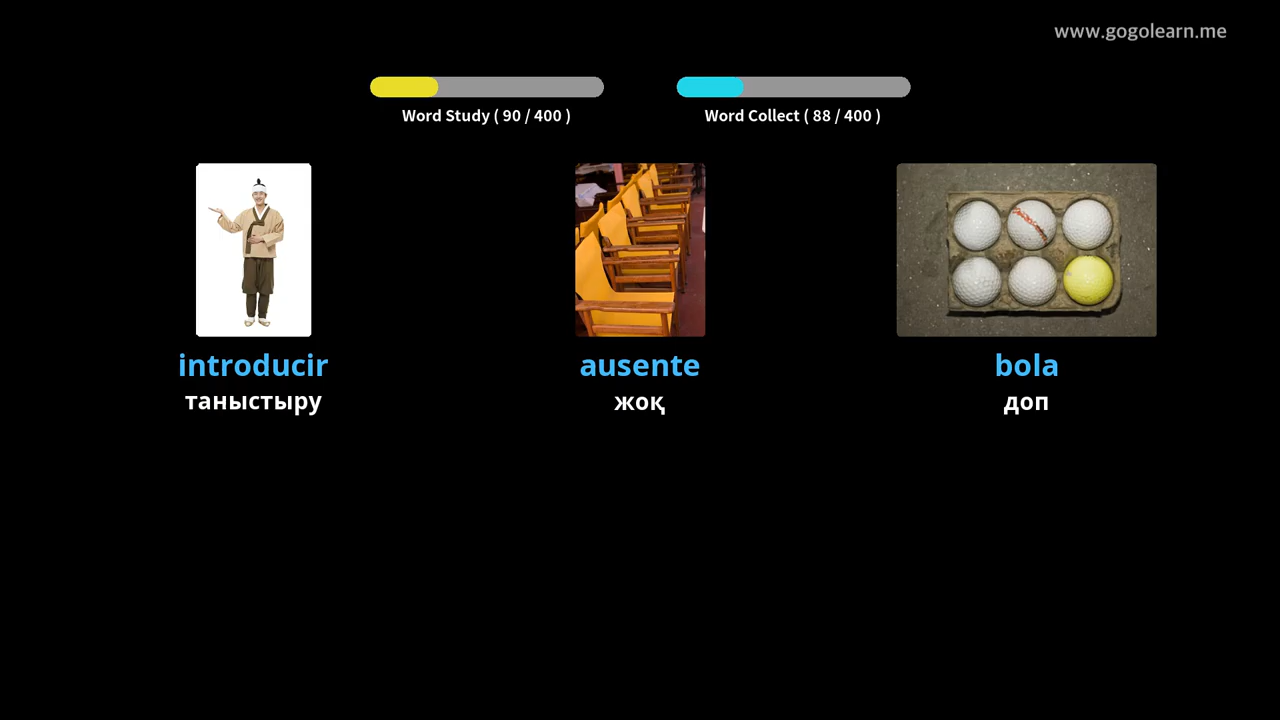 www.gogolearn.me
Word Study ( 90 / 400 )
Word Collect ( 88 / 400 )
introducir
таныстыру
ausente
жоқ
bola
доп